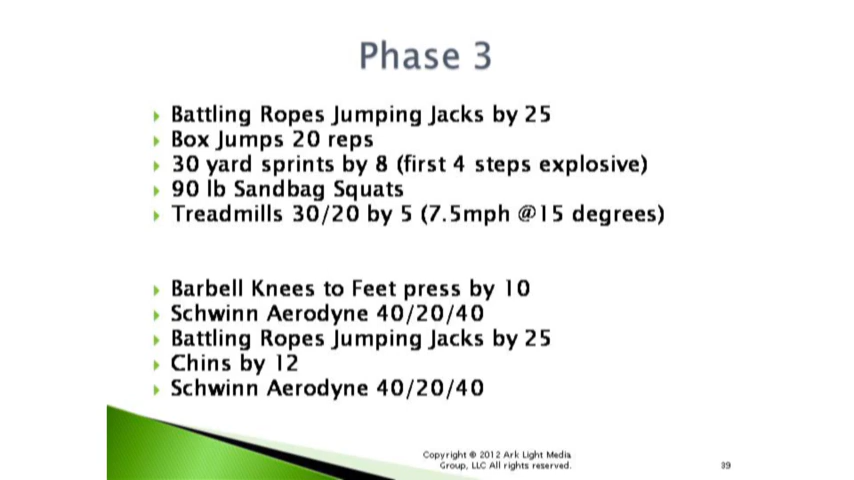 Phase 3
Battling Ropes Jumping Jacks by 25
Box Jumps 20 reps
30 yard sprints by 8 (first 4 steps explosive)
90 lb Sandbag Squats
Treadmills 30/20 by 5 (7.5mph @15 degrees)
Barbell Knees to Feet press by 10
Schwinn Aerodyne 40/20/40
Battling Ropes Jumping Jacks by 25
Chins by 12
Schwinn Aerodyne 40/20/40
Copyright © 2012 Ark Light Media
Group, LLC All rights reserved.
39